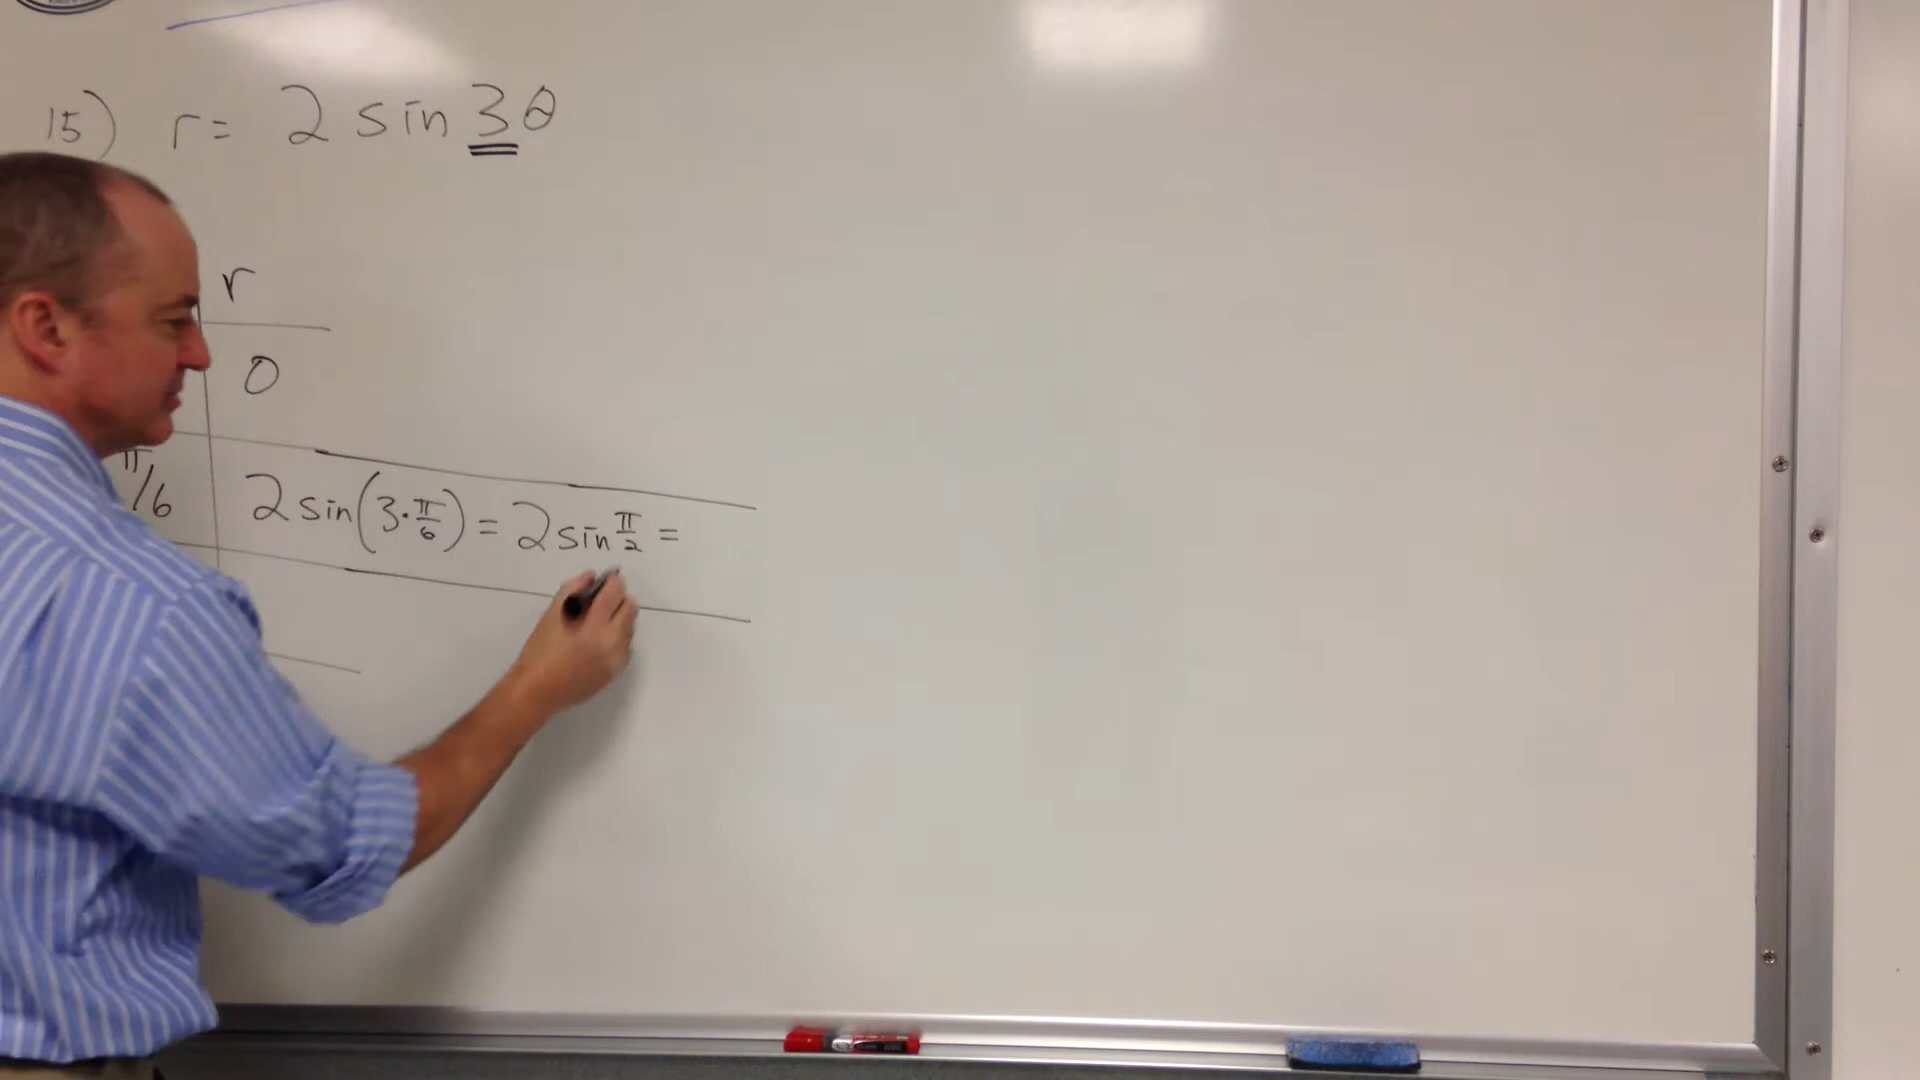 15) r = 2 sin 3θ
r
0
π/6 2 sin(3·π/6) = 2 sin π/2 =